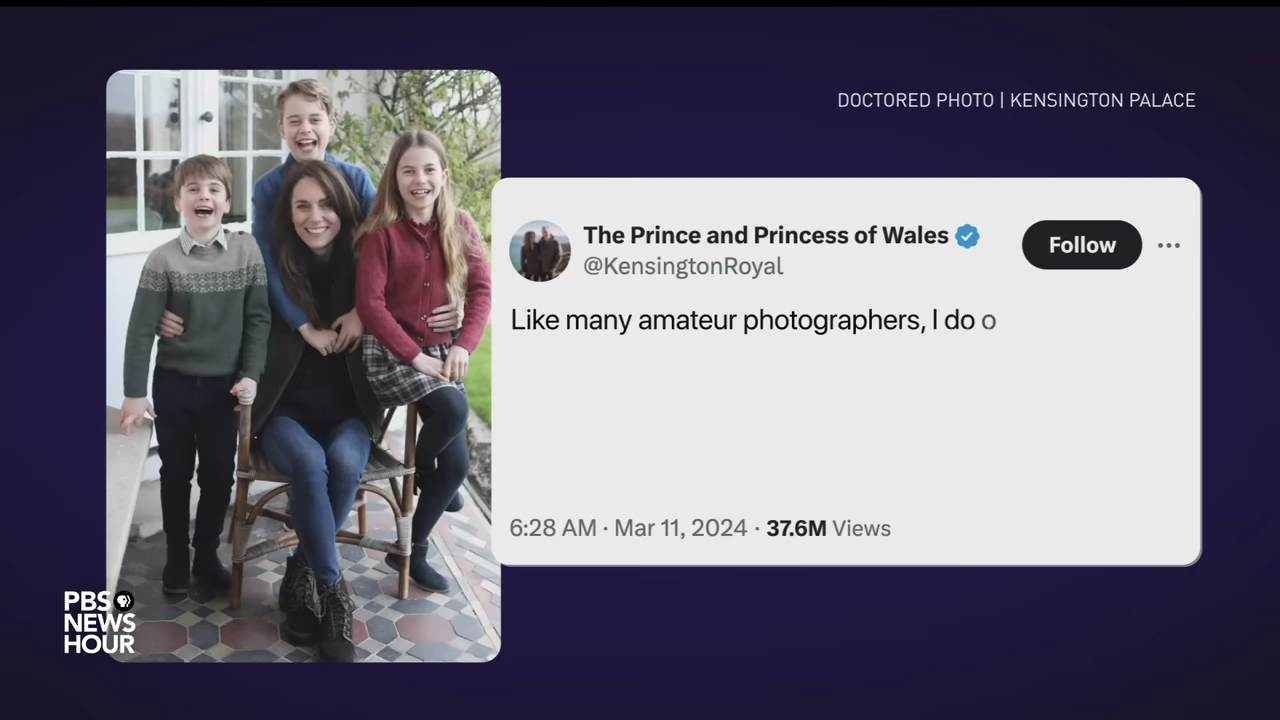 DOCTORED PHOTO | KENSINGTON PALACE
The Prince and Princess of Wales
@KensingtonRoyal
Follow
Like many amateur photographers, I do o
6:28 AM · Mar 11, 2024 · 37.6M Views
PBS
NEWS
HOUR